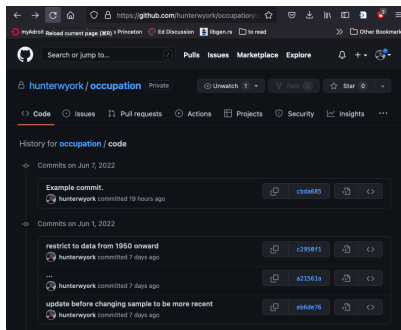 https://github.com/hunterwyork/occupation/c
myAdroit
Reload current page (⌘R)
Princeton
Ed Discussion
libgen.rs
to read
Other Bookmark
Search or jump to...
/
Pulls Issues Marketplace Explore
hunterwyork / occupation Private
Unwatch 1
Fork 0
Star 0
Code Issues Pull requests Actions Projects Security Insights ...
History for occupation / code
Commits on Jun 7, 2022
Example commit.
hunterwyork committed 19 hours ago
cbda685
Commits on Jun 1, 2022
restrict to data from 1950 onward
hunterwyork committed 7 days ago
c2950f1
...
hunterwyork committed 7 days ago
a21561a
update before changing sample to be more recent
hunterwyork committed 7 days ago
eb6de76